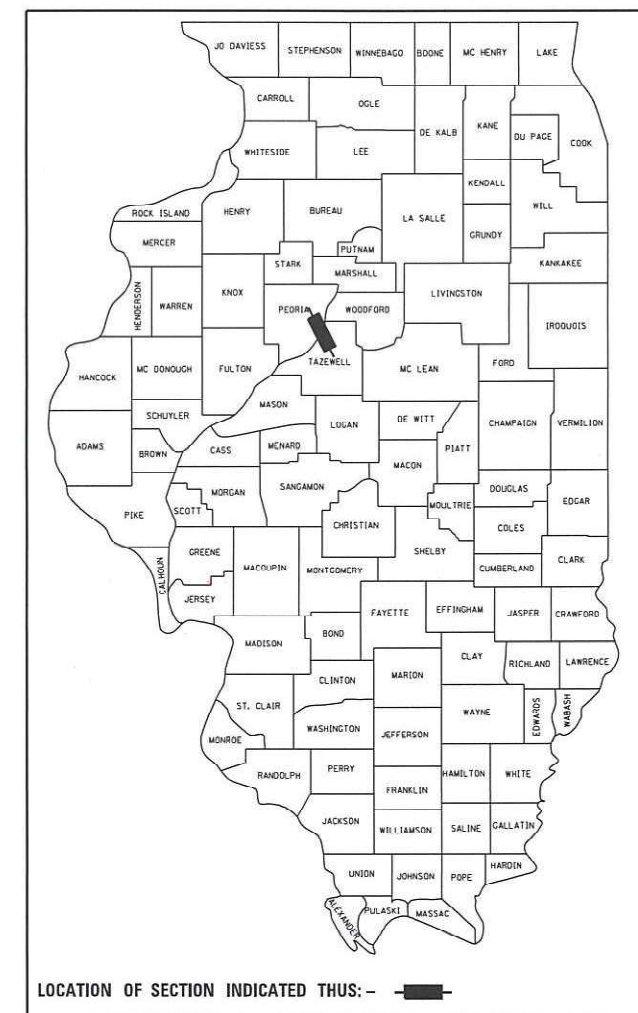 JO DAVIESS STEPHENSON WINNEBAGO BOONE MC HENRY LAKE
CARROLL OGLE DE KALB KANE DU PAGE COOK
WHITESIDE LEE KENDALL WILL
ROCK ISLAND HENRY BUREAU LA SALLE GRUNDY
MERCER PUTNAM
STARK MARSHALL KANKAKEE
HENDERSON WARREN KNOX PEORIA WOODFORD LIVINGSTON IROQUOIS
HANCOCK MC DONOUGH FULTON TAZEWELL MC LEAN FORD
SCHUYLER MASON LOGAN DE WITT CHAMPAIGN VERMILION
ADAMS BROWN CASS MENARD MACON PIATT
PIKE SCOTT MORGAN SANGAMON CHRISTIAN MOULTRIE DOUGLAS EDGAR
COLES
CALHOUN GREENE MACOUPIN MONTGOMERY SHELBY CUMBERLAND CLARK
JERSEY FAYETTE EFFINGHAM JASPER CRAWFORD
MADISON BOND CLAY RICHLAND LAWRENCE
CLINTON MARION
ST. CLAIR WAYNE EDWARDS WABASH
MONROE WASHINGTON JEFFERSON
RANDOLPH PERRY HAMILTON WHITE
FRANKLIN
JACKSON WILLIAMSON SALINE GALLATIN
UNION JOHNSON POPE HARDIN
ALEXANDER PULASKI MASSAC
LOCATION OF SECTION INDICATED THUS: -